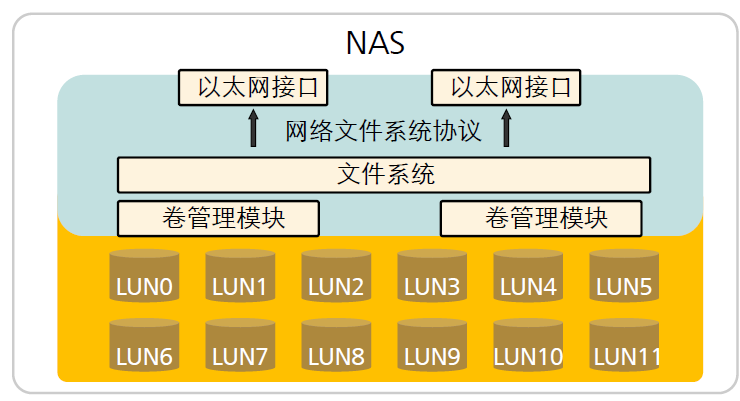 NAS
以太网接口 以太网接口
网络文件系统协议
文件系统
卷管理模块 卷管理模块
LUN0 LUN1 LUN2 LUN3 LUN4 LUN5
LUN6 LUN7 LUN8 LUN9 LUN10 LUN11